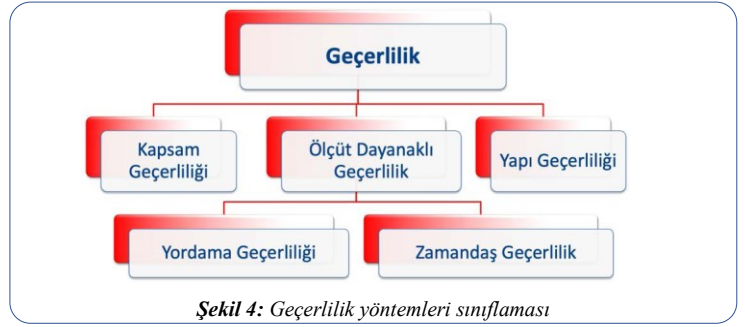 Geçerlilik
Kapsam
Geçerliliği
Ölçüt Dayanaklı
Geçerlilik
Yapı Geçerliliği
Yordama Geçerliliği
Zamandaş Geçerlilik
Şekil 4: Geçerlilik yöntemleri sınıflaması